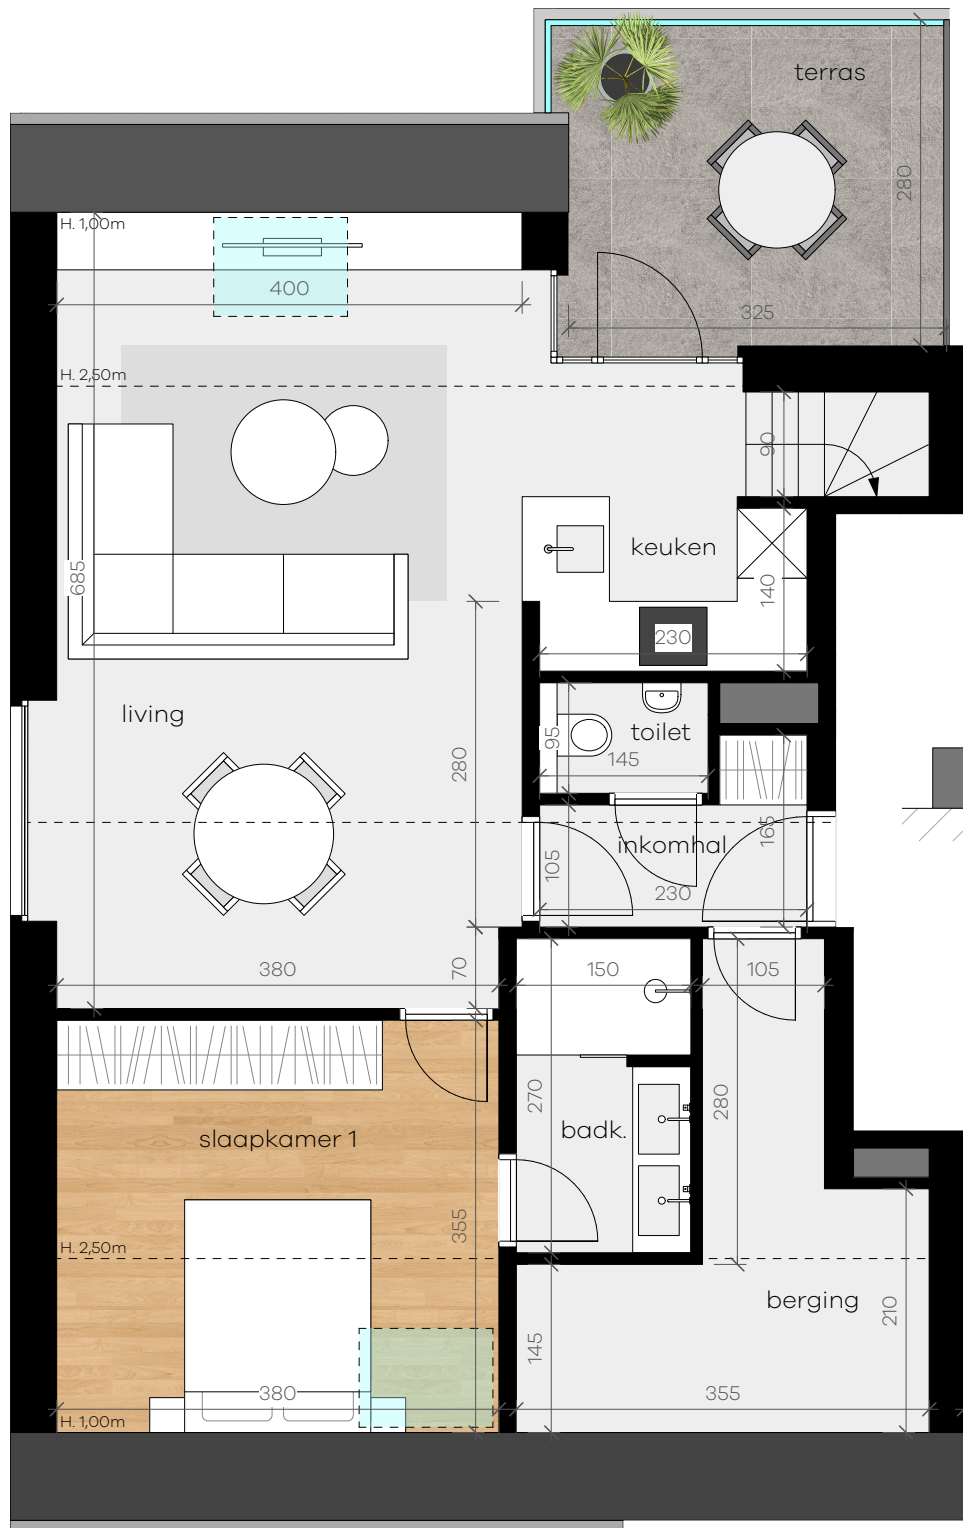 terras
280
H. 1,00m
400
325
H. 2,50m
90
keuken
685
140
230
living
toilet
95
145
280
165
inkomhal
105
230
380
70
150
105
270
280
badk.
slaapkamer 1
355
H. 2,50m
berging
210
145
380
355
H. 1,00m